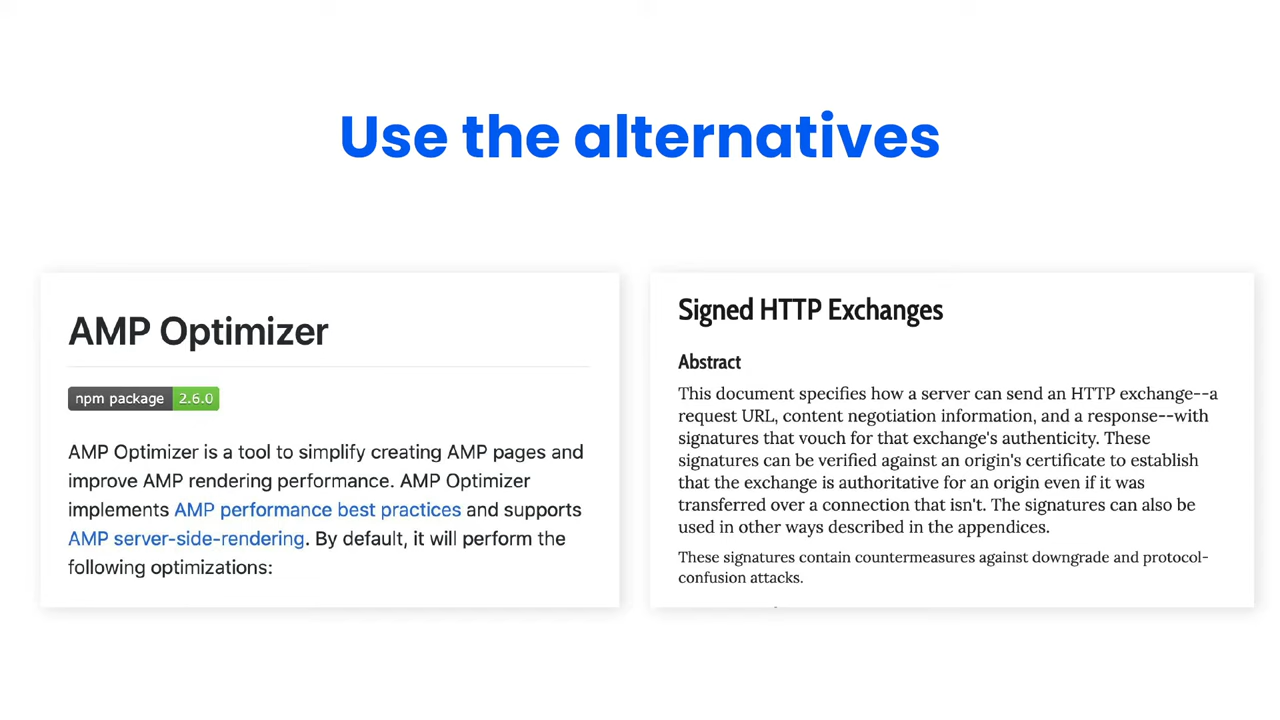 Use the alternatives
AMP Optimizer
npm package 2.6.0
AMP Optimizer is a tool to simplify creating AMP pages and
improve AMP rendering performance. AMP Optimizer
implements AMP performance best practices and supports
AMP server-side-rendering. By default, it will perform the
following optimizations:
Signed HTTP Exchanges
Abstract
This document specifies how a server can send an HTTP exchange--a
request URL, content negotiation information, and a response--with
signatures that vouch for that exchange's authenticity. These
signatures can be verified against an origin's certificate to establish
that the exchange is authoritative for an origin even if it was
transferred over a connection that isn't. The signatures can also be
used in other ways described in the appendices.
These signatures contain countermeasures against downgrade and protocol-
confusion attacks.